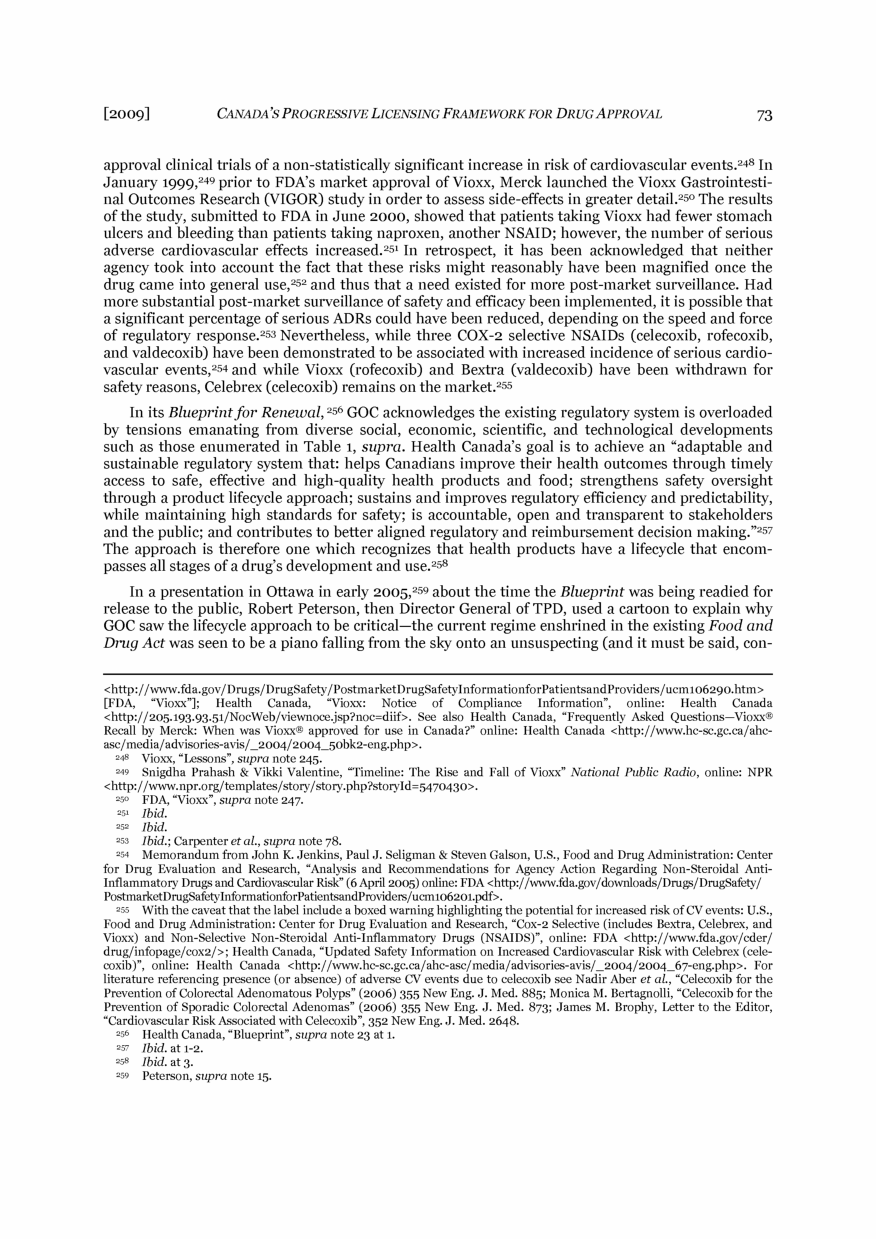 [2009] CANADA'S PROGRESSIVE LICENSING FRAMEWORK FOR DRUG APPROVAL 73
approval clinical trials of a non-statistically significant increase in risk of cardiovascular events.248 In
January 1999,249 prior to FDA's market approval of Vioxx, Merck launched the Vioxx Gastrointesti-
nal Outcomes Research (VIGOR) study in order to assess side-effects in greater detail.250 The results
of the study, submitted to FDA in June 2000, showed that patients taking Vioxx had fewer stomach
ulcers and bleeding than patients taking naproxen, another NSAID; however, the number of serious
adverse cardiovascular effects increased.251 In retrospect, it has been acknowledged that neither
agency took into account the fact that these risks might reasonably have been magnified once the
drug came into general use,252 and thus that a need existed for more post-market surveillance. Had
more substantial post-market surveillance of safety and efficacy been implemented, it is possible that
a significant percentage of serious ADRs could have been reduced, depending on the speed and force
of regulatory response.253 Nevertheless, while three COX-2 selective NSAIDs (celecoxib, rofecoxib,
and valdecoxib) have been demonstrated to be associated with increased incidence of serious cardio-
vascular events,254 and while Vioxx (rofecoxib) and Bextra (valdecoxib) have been withdrawn for
safety reasons, Celebrex (celecoxib) remains on the market.255
In its Blueprint for Renewal, 256 GOC acknowledges the existing regulatory system is overloaded
by tensions emanating from diverse social, economic, scientific, and technological developments
such as those enumerated in Table 1, supra. Health Canada's goal is to achieve an “adaptable and
sustainable regulatory system that: helps Canadians improve their health outcomes through timely
access to safe, effective and high-quality health products and food; strengthens safety oversight
through a product lifecycle approach; sustains and improves regulatory efficiency and predictability,
while maintaining high standards for safety; is accountable, open and transparent to stakeholders
and the public; and contributes to better aligned regulatory and reimbursement decision making.”257
The approach is therefore one which recognizes that health products have a lifecycle that encom-
passes all stages of a drug's development and use.258
In a presentation in Ottawa in early 2005,259 about the time the Blueprint was being readied for
release to the public, Robert Peterson, then Director General of TPD, used a cartoon to explain why
GOC saw the lifecycle approach to be critical—the current regime enshrined in the existing Food and
Drug Act was seen to be a piano falling from the sky onto an unsuspecting (and it must be said, con-
<http://www.fda.gov/Drugs/DrugSafety/PostmarketDrugSafetyInformationforPatientsandProviders/ucm106290.htm>
[FDA, “Vioxx”]; Health Canada, “Vioxx: Notice of Compliance Information”, online: Health Canada
<http://205.193.93.51/NocWeb/viewnoce.jsp?noc=diif>. See also Health Canada, “Frequently Asked Questions—Vioxx®
Recall by Merck: When was Vioxx® approved for use in Canada?” online: Health Canada <http://www.hc-sc.gc.ca/ahc-
asc/media/advisories-avis/_2004/2004_50bk2-eng.php>.
248 Vioxx, “Lessons”, supra note 245.
249 Snigdha Prahash & Vikki Valentine, “Timeline: The Rise and Fall of Vioxx” National Public Radio, online: NPR
<http://www.npr.org/templates/story/story.php?storyId=5470430>.
250 FDA, “Vioxx”, supra note 247.
251 Ibid.
252 Ibid.
253 Ibid.; Carpenter et al., supra note 78.
254 Memorandum from John K. Jenkins, Paul J. Seligman & Steven Galson, U.S., Food and Drug Administration: Center
for Drug Evaluation and Research, “Analysis and Recommendations for Agency Action Regarding Non-Steroidal Anti-
Inflammatory Drugs and Cardiovascular Risk” (6 April 2005) online: FDA <http://www.fda.gov/downloads/Drugs/DrugSafety/
PostmarketDrugSafetyInformationforPatientsandProviders/ucm106201.pdf>.
255 With the caveat that the label include a boxed warning highlighting the potential for increased risk of CV events: U.S.,
Food and Drug Administration: Center for Drug Evaluation and Research, “Cox-2 Selective (includes Bextra, Celebrex, and
Vioxx) and Non-Selective Non-Steroidal Anti-Inflammatory Drugs (NSAIDS)”, online: FDA <http://www.fda.gov/cder/
drug/infopage/cox2/>; Health Canada, “Updated Safety Information on Increased Cardiovascular Risk with Celebrex (cele-
coxib)”, online: Health Canada <http://www.hc-sc.gc.ca/ahc-asc/media/advisories-avis/_2004/2004_67-eng.php>. For
literature referencing presence (or absence) of adverse CV events due to celecoxib see Nadir Aber et al., “Celecoxib for the
Prevention of Colorectal Adenomatous Polyps” (2006) 355 New Eng. J. Med. 885; Monica M. Bertagnolli, “Celecoxib for the
Prevention of Sporadic Colorectal Adenomas” (2006) 355 New Eng. J. Med. 873; James M. Brophy, Letter to the Editor,
“Cardiovascular Risk Associated with Celecoxib”, 352 New Eng. J. Med. 2648.
256 Health Canada, “Blueprint”, supra note 23 at 1.
257 Ibid. at 1-2.
258 Ibid. at 3.
259 Peterson, supra note 15.